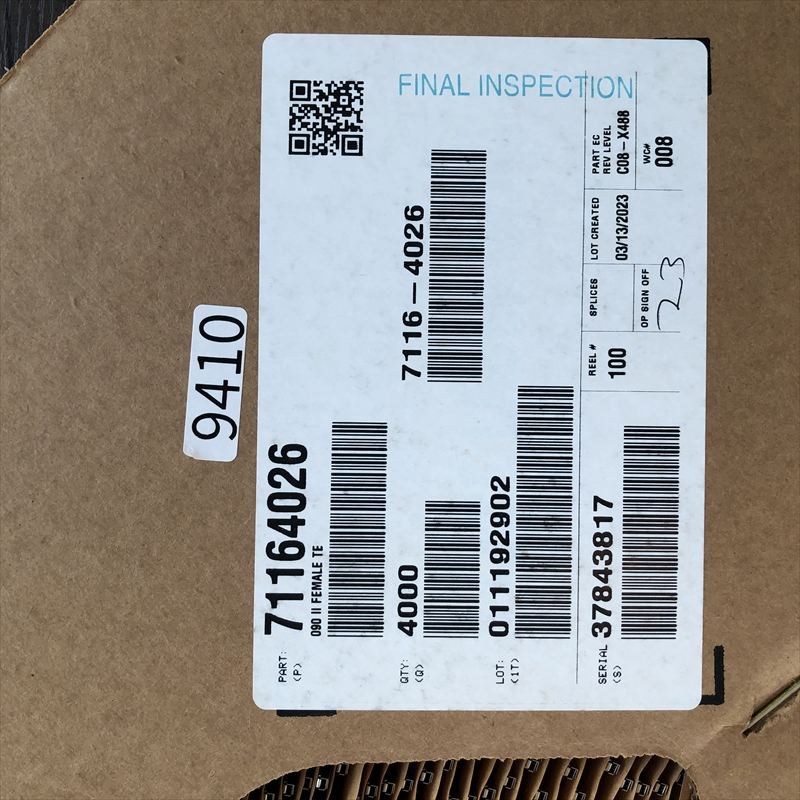 9410
FINAL INSPECTION
PART: 71164026
(P)
090 II FEMALE TE
7116-4026
QTY: 4000
(Q)
LOT: 011192902
(1T)
SERIAL 37843817
(S)
REEL #
100
SPLICES
OP SIGN OFF
23
LOT CREATED
03/13/2023
PART EC
REV LEVEL
C08-X488
WC#
008